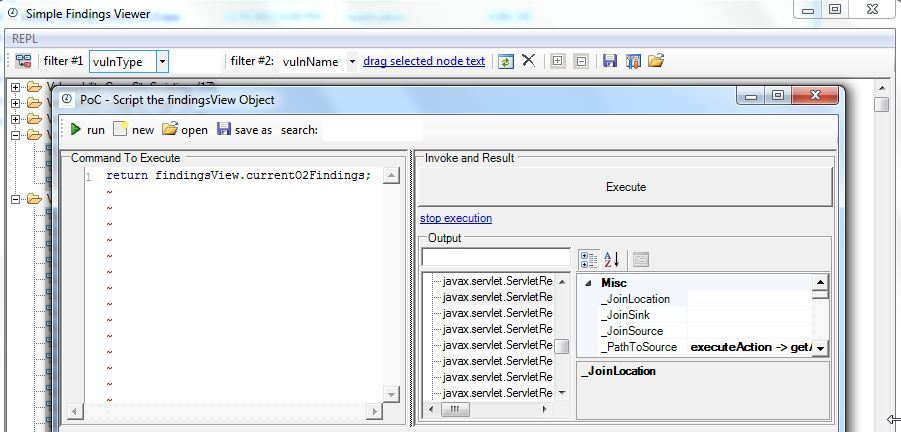 Simple Findings Viewer
REPL
filter #1 vulnType filter #2: vulnName drag selected node text
PoC - Script the findingsView Object
run new open save as search:
Command To Execute
1 return findingsView.currentO2Findings;
~
~
~
~
~
~
~
~
~
~
~
~
~
~
Invoke and Result
Execute
stop execution
Output
javax.servlet.ServletRe
javax.servlet.ServletRe
javax.servlet.ServletRe
javax.servlet.ServletRe
javax.servlet.ServletRe
javax.servlet.ServletRe
javax.servlet.ServletRe
javax.servlet.ServletRe
Misc
_JoinLocation
_JoinSink
_JoinSource
_PathToSource executeAction -> getA
_JoinLocation